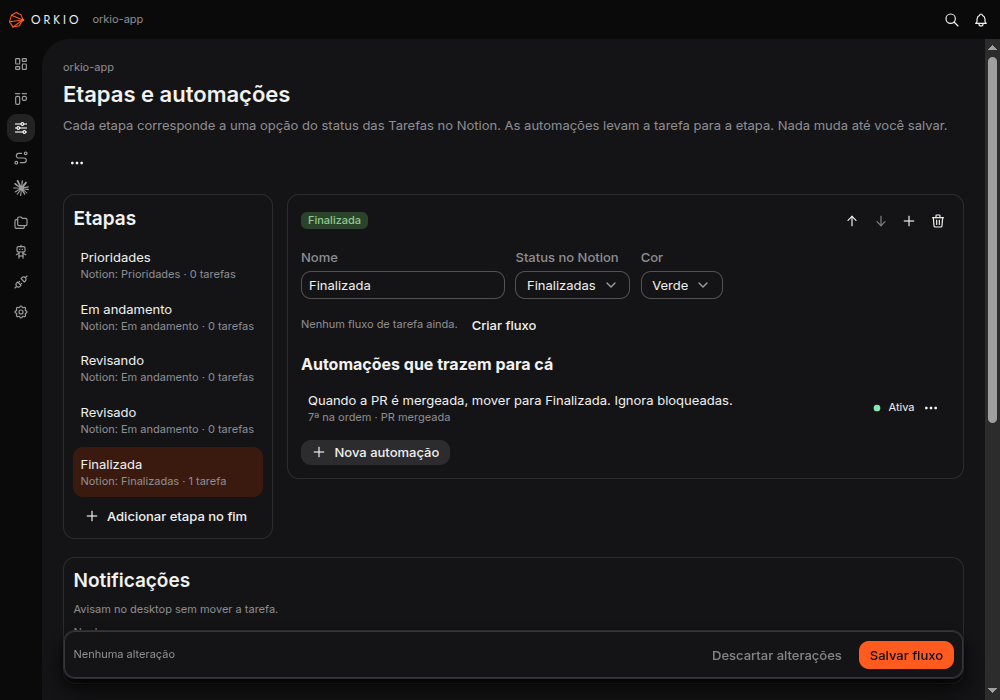 ORKIO orkio-app
orkio-app
Etapas e automações
Cada etapa corresponde a uma opção do status das Tarefas no Notion. As automações levam a tarefa para a etapa. Nada muda até você salvar.
Etapas
Prioridades
Notion: Prioridades · 0 tarefas
Em andamento
Notion: Em andamento · 0 tarefas
Revisando
Notion: Em andamento · 0 tarefas
Revisado
Notion: Em andamento · 0 tarefas
Finalizada
Notion: Finalizadas · 1 tarefa
Adicionar etapa no fim
Finalizada
Nome Status no Notion Cor
Finalizada Finalizadas Verde
Nenhum fluxo de tarefa ainda. Criar fluxo
Automações que trazem para cá
Quando a PR é mergeada, mover para Finalizada. Ignora bloqueadas.
7ª na ordem · PR mergeada
Ativa
Nova automação
Notificações
Avisam no desktop sem mover a tarefa.
Nenhuma alteração Descartar alterações Salvar fluxo